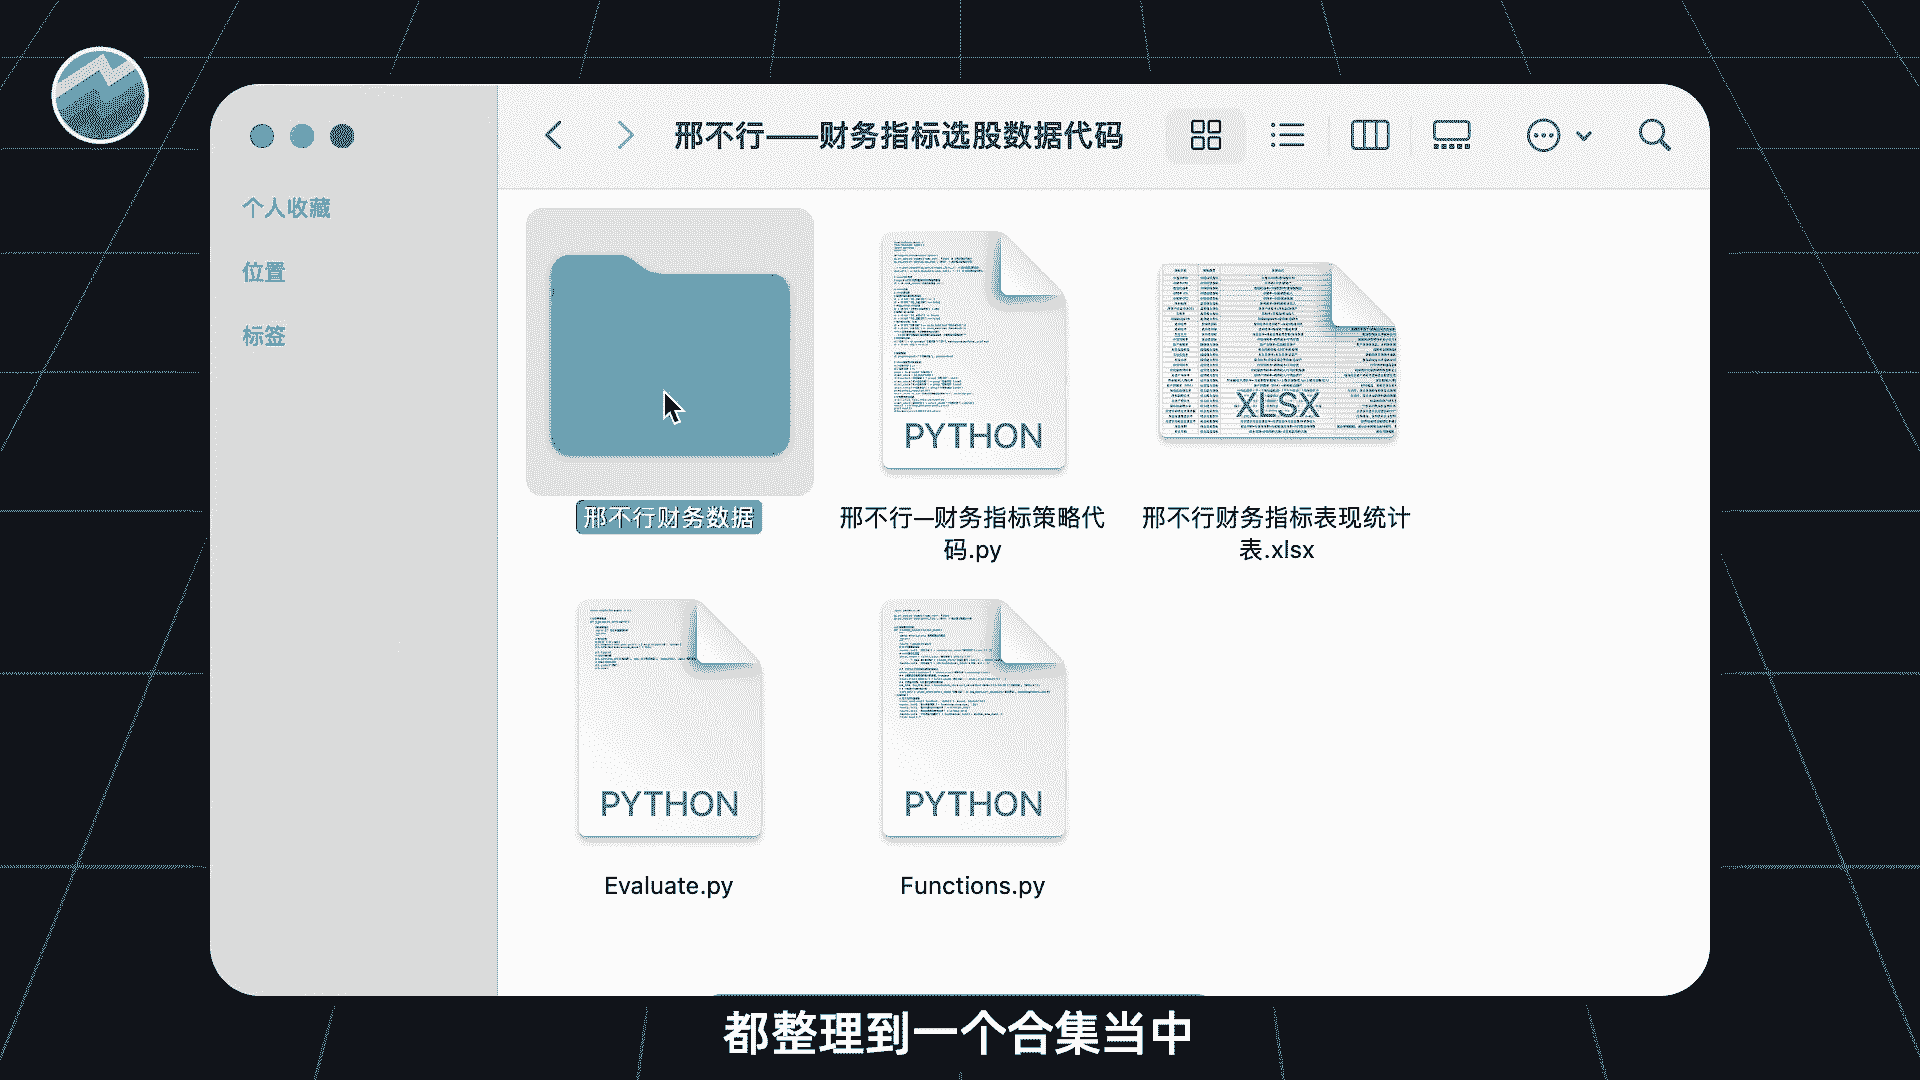 邢不行——财务指标选股数据代码
个人收藏
位置
标签
邢不行财务数据
PYTHON
邢不行—财务指标策略代
码.py
XLSX
邢不行财务指标表现统计
表.xlsx
PYTHON
Evaluate.py
PYTHON
Functions.py
都整理到一个合集当中